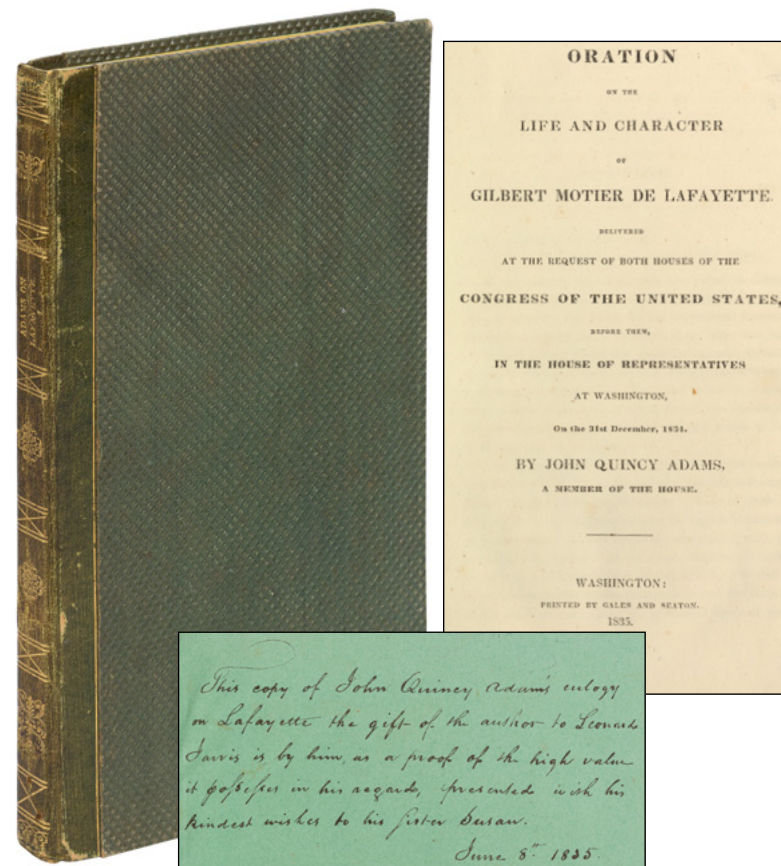 ADAMS ON
LAFAYETTE
ORATION
ON THE
LIFE AND CHARACTER
OF
GILBERT MOTIER DE LAFAYETTE.
DELIVERED
AT THE REQUEST OF BOTH HOUSES OF THE
CONGRESS OF THE UNITED STATES,
BEFORE THEM,
IN THE HOUSE OF REPRESENTATIVES
AT WASHINGTON,
On the 31st December, 1834.
BY JOHN QUINCY ADAMS,
A MEMBER OF THE HOUSE.
WASHINGTON:
PRINTED BY GALES AND SEATON.
1835.
This copy of John Quincy Adam's eulogy
on Lafayette the gift of the author to Leonard
Jarvis is by him, as a proof of the high value
it possesses in his regards, presented with his
kindest wishes to his sister Susan.
June 8th 1835